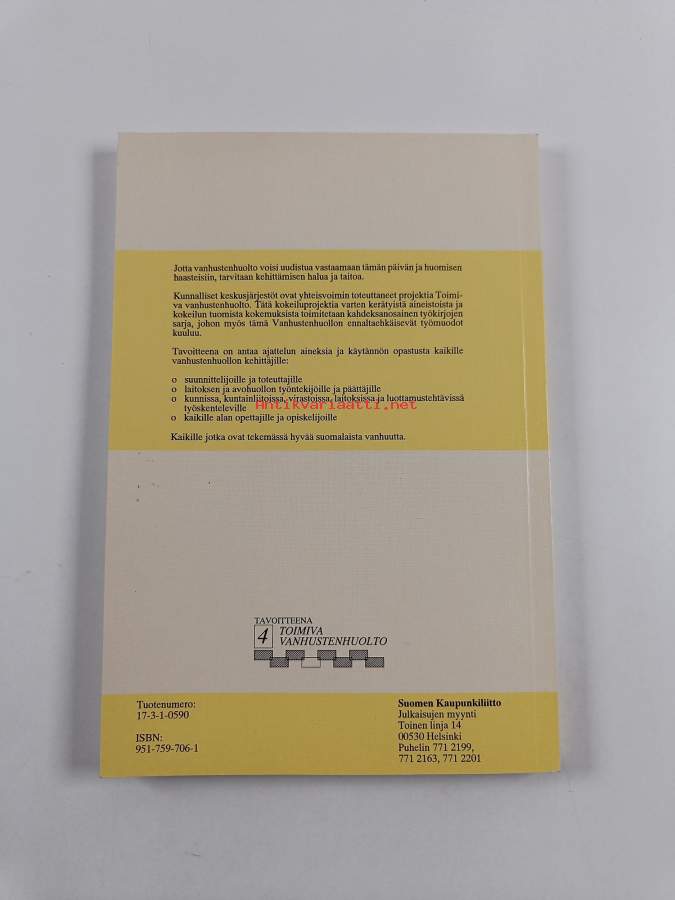 Jotta vanhustenhuolto voisi uudistua vastaamaan tämän päivän ja huomisen
haasteisiin, tarvitaan kehittämisen halua ja taitoa.
Kunnalliset keskusjärjestöt ovat yhteisvoimin toteuttaneet projektia Toimi-
va vanhustenhuolto. Tätä kokeiluprojektia varten kerätyistä aineistoista ja
kokeilun tuomista kokemuksista toimitetaan kahdeksanosainen työkirjojen
sarja, johon myös tämä Vanhustenhuollon ennaltaehkäisevät työmuodot
kuuluu.
Tavoitteena on antaa ajattelun aineksia ja käytännön opastusta kaikille
vanhustenhuollon kehittäjille:
o suunnittelijoille ja toteuttajille
o laitoksen ja avohuollon työntekijöille ja päättäjille
o kunnissa, kuntainliitoissa, virastoissa, laitoksissa ja luottamustehtävissä
työskenteleville
Antikvariaatti.net
o kaikille alan opettajille ja opiskelijoille
Kaikille jotka ovat tekemässä hyvää suomalaista vanhuutta.
TAVOITTEENA
4 TOIMIVA
VANHUSTENHUOLTO
Tuotenumero:
17-3-1-0590
ISBN:
951-759-706-1
Suomen Kaupunkiliitto
Julkaisujen myynti
Toinen linja 14
00530 Helsinki
Puhelin 771 2199,
771 2163, 771 2201